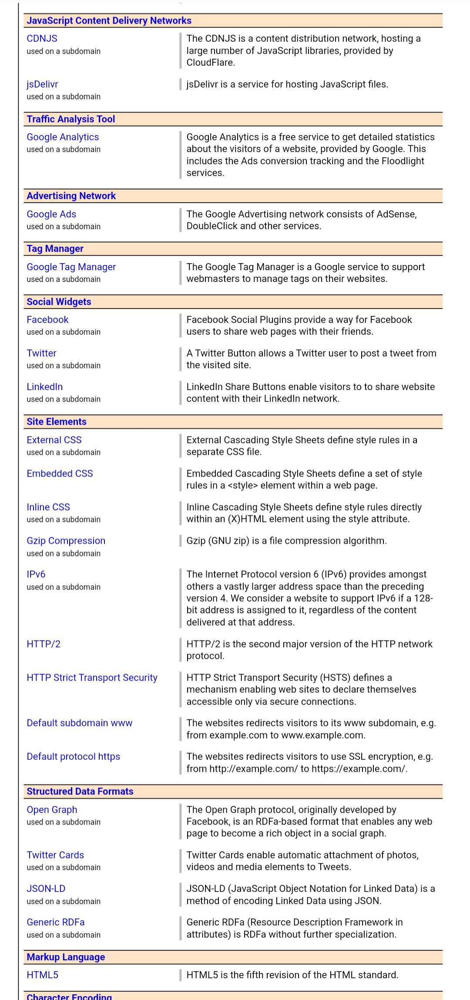 JavaScript Content Delivery Networks
CDNJS
used on a subdomain
The CDNJS is a content distribution network, hosting a
large number of JavaScript libraries, provided by
CloudFlare.
jsDelivr
used on a subdomain
jsDelivr is a service for hosting JavaScript files.
Traffic Analysis Tool
Google Analytics
used on a subdomain
Google Analytics is a free service to get detailed statistics
about the visitors of a website, provided by Google. This
includes the Ads conversion tracking and the Floodlight
services.
Advertising Network
Google Ads
used on a subdomain
The Google Advertising network consists of AdSense,
DoubleClick and other services.
Tag Manager
Google Tag Manager
used on a subdomain
The Google Tag Manager is a Google service to support
webmasters to manage tags on their websites.
Social Widgets
Facebook
used on a subdomain
Facebook Social Plugins provide a way for Facebook
users to share web pages with their friends.
Twitter
used on a subdomain
A Twitter Button allows a Twitter user to post a tweet from
the visited site.
LinkedIn
used on a subdomain
LinkedIn Share Buttons enable visitors to to share website
content with their LinkedIn network.
Site Elements
External CSS
used on a subdomain
External Cascading Style Sheets define style rules in a
separate CSS file.
Embedded CSS
Embedded Cascading Style Sheets define a set of style
rules in a <style> element within a web page.
Inline CSS
used on a subdomain
Inline Cascading Style Sheets define style rules directly
within an (X)HTML element using the style attribute.
Gzip Compression
used on a subdomain
Gzip (GNU zip) is a file compression algorithm.
IPv6
used on a subdomain
The Internet Protocol version 6 (IPv6) provides amongst
others a vastly larger address space than the preceding
version 4. We consider a website to support IPv6 if a 128-
bit address is assigned to it, regardless of the content
delivered at that address.
HTTP/2
HTTP/2 is the second major version of the HTTP network
protocol.
HTTP Strict Transport Security
HTTP Strict Transport Security (HSTS) defines a
mechanism enabling web sites to declare themselves
accessible only via secure connections.
Default subdomain www
The websites redirects visitors to its www subdomain, e.g.
from example.com to www.example.com.
Default protocol https
The websites redirects visitors to use SSL encryption, e.g.
from http://example.com/ to https://example.com/.
Structured Data Formats
Open Graph
used on a subdomain
The Open Graph protocol, originally developed by
Facebook, is an RDFa-based format that enables any web
page to become a rich object in a social graph.
Twitter Cards
used on a subdomain
Twitter Cards enable automatic attachment of photos,
videos and media elements to Tweets.
JSON-LD
used on a subdomain
JSON-LD (JavaScript Object Notation for Linked Data) is a
method of encoding Linked Data using JSON.
Generic RDFa
used on a subdomain
Generic RDFa (Resource Description Framework in
attributes) is RDFa without further specialization.
Markup Language
HTML5
HTML5 is the fifth revision of the HTML standard.
Character Encoding